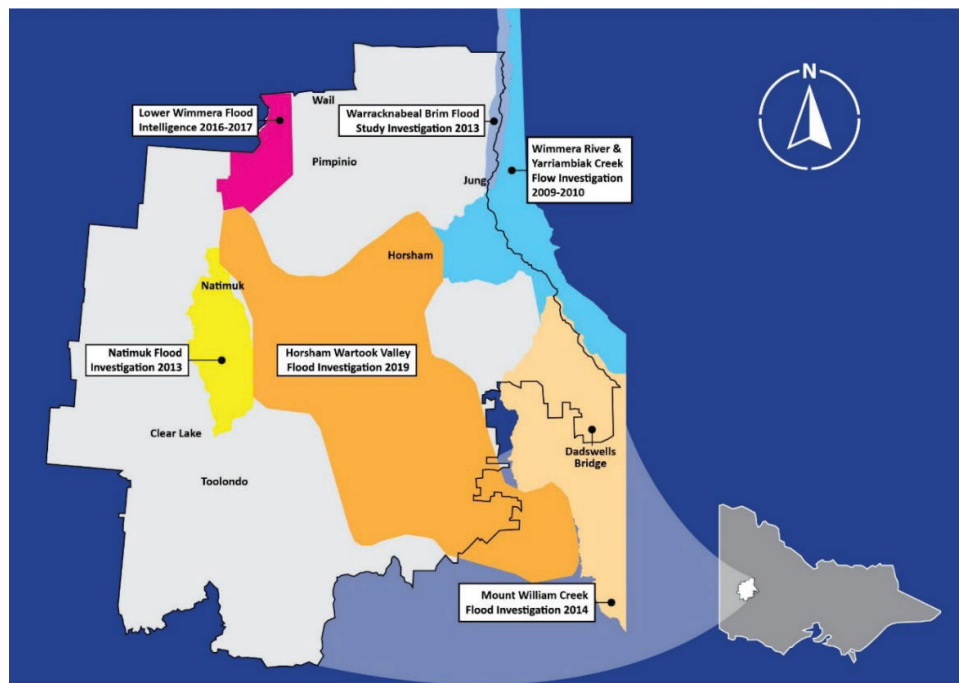 N
Wail
Lower Wimmera Flood
Intelligence 2016-2017
Warracknabeal Brim Flood
Study Investigation 2013
Wimmera River &
Yarriambiak Creek
Flow Investigation
2009-2010
Pimpinio
Jung
Horsham
Natimuk
Natimuk Flood
Investigation 2013
Horsham Wartook Valley
Flood Investigation 2019
Clear Lake
Dadswells
Bridge
Toolondo
Mount William Creek
Flood Investigation 2014